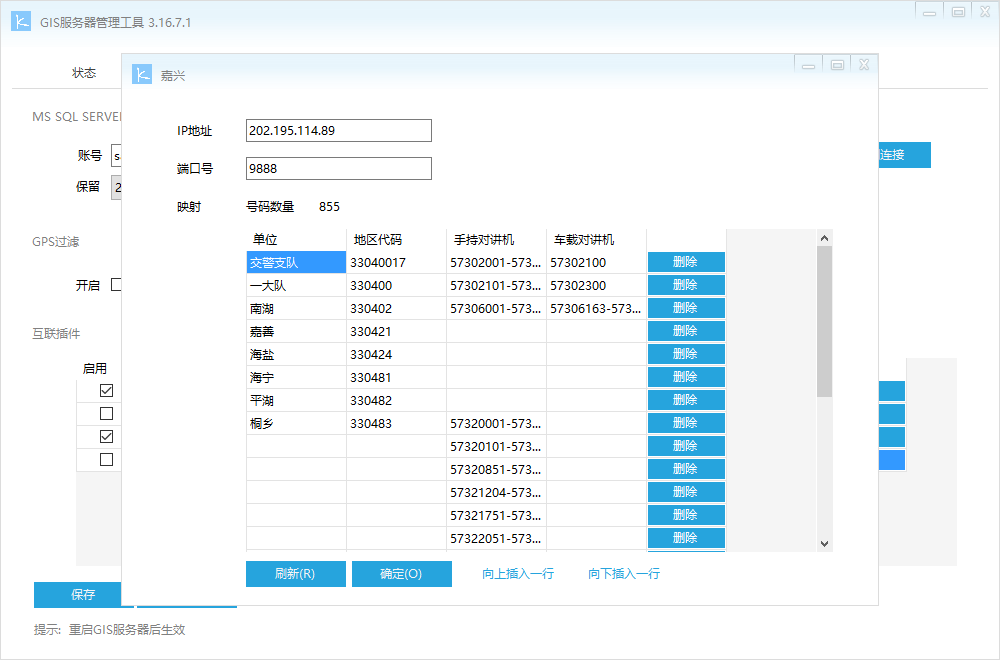 GIS服务器管理工具 3.16.7.1
状态
嘉兴
MS SQL SERVER
账号
连接
保留 2
GPS过滤
开启
互联插件
启用
IP地址 202.195.114.89
端口号 9888
映射 号码数量 855
单位 地区代码 手持对讲机 车载对讲机
交警支队 33040017 57302001-573... 57302100 删除
一大队 330400 57302101-573... 57302300 删除
南湖 330402 57306001-573... 57306163-573... 删除
嘉善 330421 删除
海盐 330424 删除
海宁 330481 删除
平湖 330482 删除
桐乡 330483 57320001-573... 删除
57320101-573... 删除
57320851-573... 删除
57321204-573... 删除
57321751-573... 删除
57322051-573... 删除
刷新(R) 确定(O) 向上插入一行 向下插入一行
保存
提示: 重启GIS服务器后生效